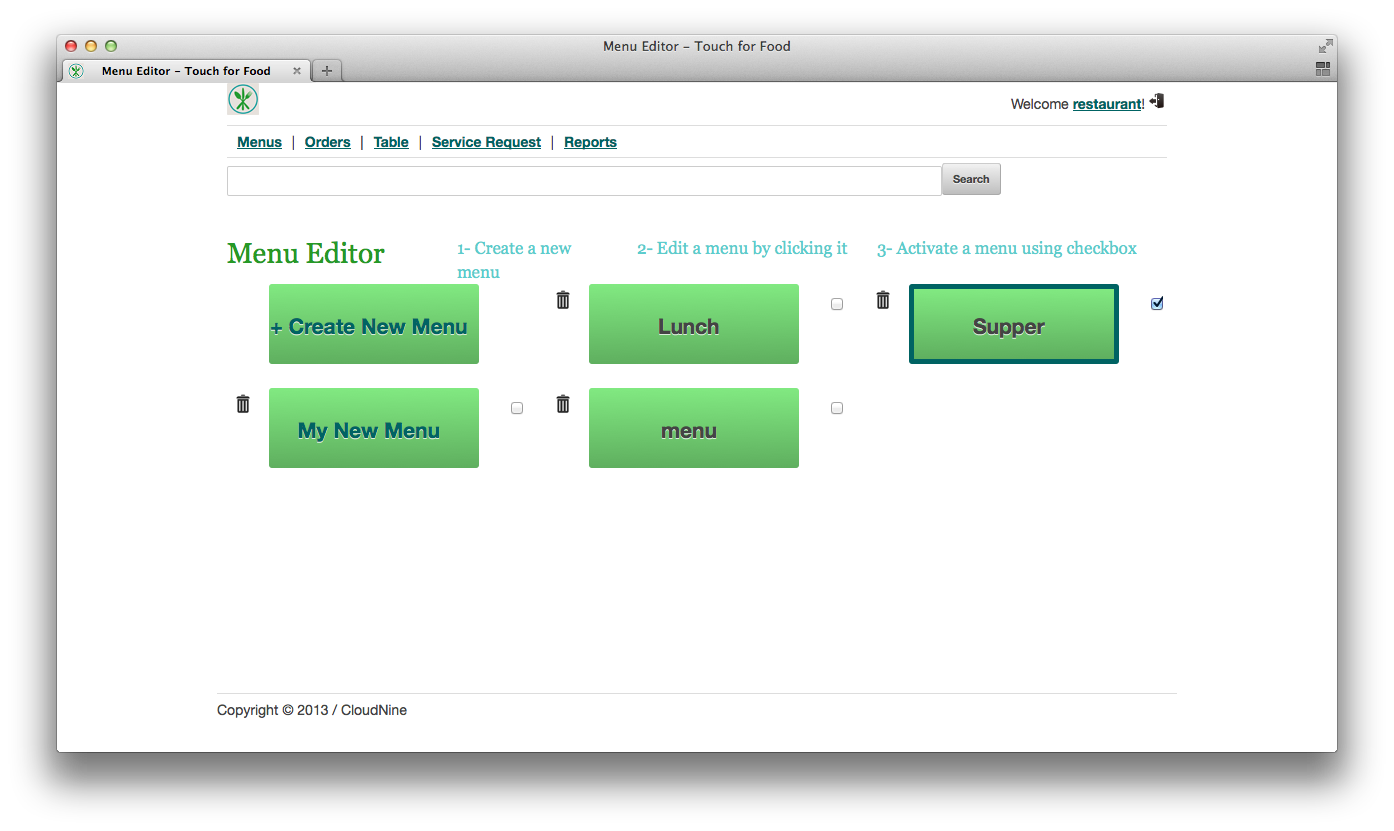 Menu Editor – Touch for Food
Menu Editor – Touch for Food
Welcome restaurant!
Menus | Orders | Table | Service Request | Reports
Search
Menu Editor
1- Create a new
menu
2- Edit a menu by clicking it
3- Activate a menu using checkbox
+ Create New Menu
Lunch
Supper
My New Menu
menu
Copyright © 2013 / CloudNine